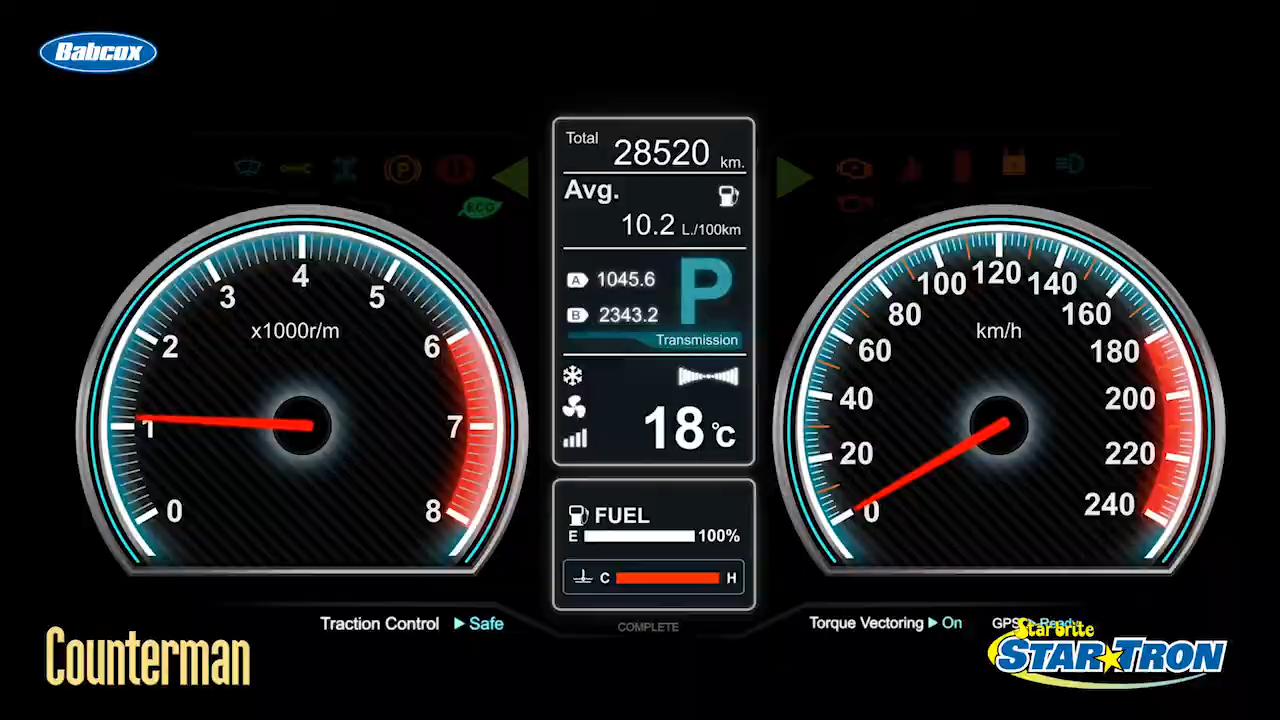 Babcox
Total
28520 km.
Avg.
10.2 L./100km
A 1045.6
B 2343.2
P
Transmission
18°C
FUEL
E 100%
C H
COMPLETE
P
ECO
0
1
2
3
4
5
6
7
8
x1000r/m
0
20
40
60
80
100
120
140
160
180
200
220
240
km/h
Traction Control Safe
Torque Vectoring On
GPS Ready
Counterman
Star brite
STAR TRON